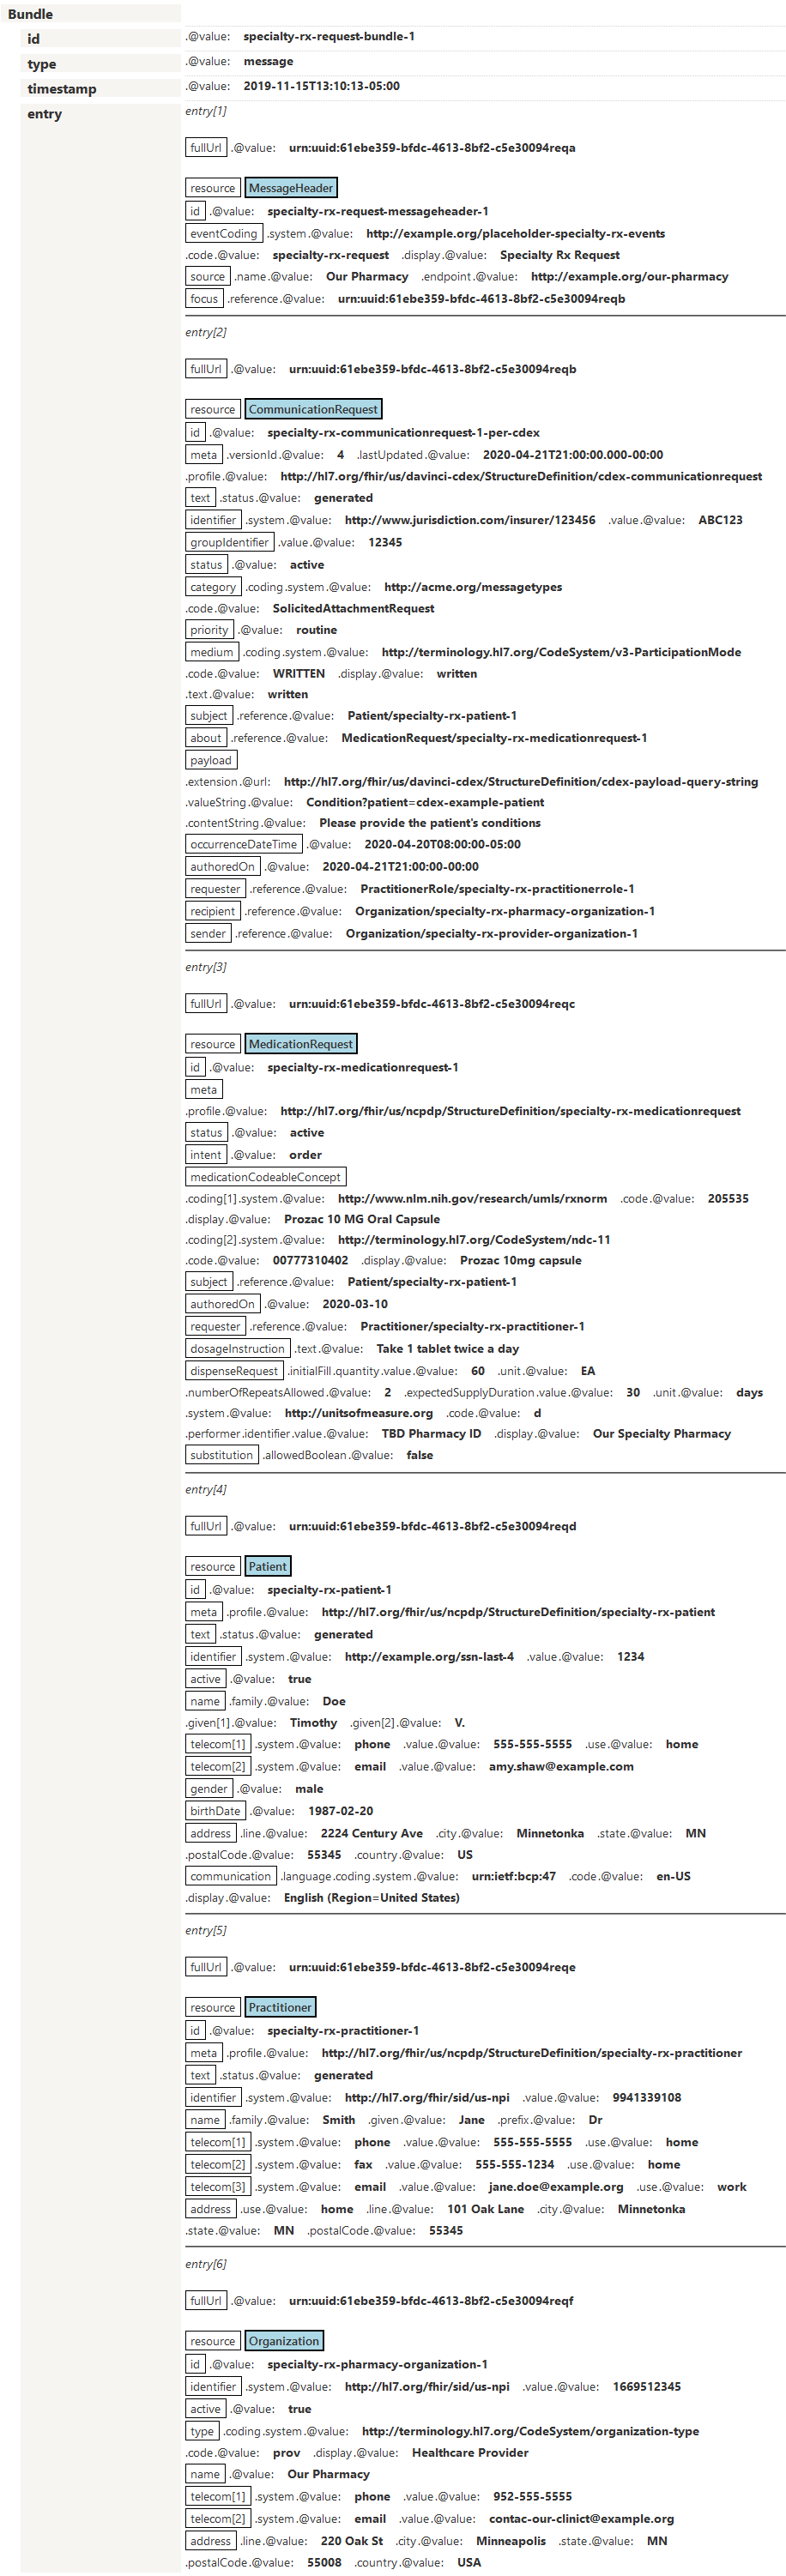 Bundle
id .@value: specialty-rx-request-bundle-1
type .@value: message
timestamp .@value: 2019-11-15T13:10:13-05:00
entry entry[1]
fullUrl .@value: urn:uuid:61ebe359-bfdc-4613-8bf2-c5e30094reqa
resource MessageHeader
id .@value: specialty-rx-request-messageheader-1
eventCoding .system.@value: http://example.org/placeholder-specialty-rx-events
.code.@value: specialty-rx-request .display.@value: Specialty Rx Request
source .name.@value: Our Pharmacy .endpoint.@value: http://example.org/our-pharmacy
focus .reference.@value: urn:uuid:61ebe359-bfdc-4613-8bf2-c5e30094reqb
entry[2]
fullUrl .@value: urn:uuid:61ebe359-bfdc-4613-8bf2-c5e30094reqb
resource CommunicationRequest
id .@value: specialty-rx-communicationrequest-1-per-cdex
meta .versionId.@value: 4 .lastUpdated.@value: 2020-04-21T21:00:00.000-00:00
.profile.@value: http://hl7.org/fhir/us/davinci-cdex/StructureDefinition/cdex-communicationrequest
text .status.@value: generated
identifier .system.@value: http://www.jurisdiction.com/insurer/123456 .value.@value: ABC123
groupIdentifier .value.@value: 12345
status .@value: active
category .coding.system.@value: http://acme.org/messagetypes
.code.@value: SolicitedAttachmentRequest
priority .@value: routine
medium .coding.system.@value: http://terminology.hl7.org/CodeSystem/v3-ParticipationMode
.code.@value: WRITTEN .display.@value: written
.text.@value: written
subject .reference.@value: Patient/specialty-rx-patient-1
about .reference.@value: MedicationRequest/specialty-rx-medicationrequest-1
payload
.extension.@url: http://hl7.org/fhir/us/davinci-cdex/StructureDefinition/cdex-payload-query-string
.valueString.@value: Condition?patient=cdex-example-patient
.contentString.@value: Please provide the patient's conditions
occurrenceDateTime .@value: 2020-04-20T08:00:00-05:00
authoredOn .@value: 2020-04-21T21:00:00-00:00
requester .reference.@value: PractitionerRole/specialty-rx-practitionerrole-1
recipient .reference.@value: Organization/specialty-rx-pharmacy-organization-1
sender .reference.@value: Organization/specialty-rx-provider-organization-1
entry[3]
fullUrl .@value: urn:uuid:61ebe359-bfdc-4613-8bf2-c5e30094reqc
resource MedicationRequest
id .@value: specialty-rx-medicationrequest-1
meta
.profile.@value: http://hl7.org/fhir/us/ncpdp/StructureDefinition/specialty-rx-medicationrequest
status .@value: active
intent .@value: order
medicationCodeableConcept
.coding[1].system.@value: http://www.nlm.nih.gov/research/umls/rxnorm .code.@value: 205535
.display.@value: Prozac 10 MG Oral Capsule
.coding[2].system.@value: http://terminology.hl7.org/CodeSystem/ndc-11
.code.@value: 00777310402 .display.@value: Prozac 10mg capsule
subject .reference.@value: Patient/specialty-rx-patient-1
authoredOn .@value: 2020-03-10
requester .reference.@value: Practitioner/specialty-rx-practitioner-1
dosageInstruction .text.@value: Take 1 tablet twice a day
dispenseRequest .initialFill.quantity.value.@value: 60 .unit.@value: EA
.numberOfRepeatsAllowed.@value: 2 .expectedSupplyDuration.value.@value: 30 .unit.@value: days
.system.@value: http://unitsofmeasure.org .code.@value: d
.performer.identifier.value.@value: TBD Pharmacy ID .display.@value: Our Specialty Pharmacy
substitution .allowedBoolean.@value: false
entry[4]
fullUrl .@value: urn:uuid:61ebe359-bfdc-4613-8bf2-c5e30094reqd
resource Patient
id .@value: specialty-rx-patient-1
meta .profile.@value: http://hl7.org/fhir/us/ncpdp/StructureDefinition/specialty-rx-patient
text .status.@value: generated
identifier .system.@value: http://example.org/ssn-last-4 .value.@value: 1234
active .@value: true
name .family.@value: Doe
.given[1].@value: Timothy .given[2].@value: V.
telecom[1] .system.@value: phone .value.@value: 555-555-5555 .use.@value: home
telecom[2] .system.@value: email .value.@value: amy.shaw@example.com
gender .@value: male
birthDate .@value: 1987-02-20
address .line.@value: 2224 Century Ave .city.@value: Minnetonka .state.@value: MN
.postalCode.@value: 55345 .country.@value: US
communication .language.coding.system.@value: urn:ietf:bcp:47 .code.@value: en-US
.display.@value: English (Region=United States)
entry[5]
fullUrl .@value: urn:uuid:61ebe359-bfdc-4613-8bf2-c5e30094reqe
resource Practitioner
id .@value: specialty-rx-practitioner-1
meta .profile.@value: http://hl7.org/fhir/us/ncpdp/StructureDefinition/specialty-rx-practitioner
text .status.@value: generated
identifier .system.@value: http://hl7.org/fhir/sid/us-npi .value.@value: 9941339108
name .family.@value: Smith .given.@value: Jane .prefix.@value: Dr
telecom[1] .system.@value: phone .value.@value: 555-555-5555 .use.@value: home
telecom[2] .system.@value: fax .value.@value: 555-555-1234 .use.@value: home
telecom[3] .system.@value: email .value.@value: jane.doe@example.org .use.@value: work
address .use.@value: home .line.@value: 101 Oak Lane .city.@value: Minnetonka
.state.@value: MN .postalCode.@value: 55345
entry[6]
fullUrl .@value: urn:uuid:61ebe359-bfdc-4613-8bf2-c5e30094reqf
resource Organization
id .@value: specialty-rx-pharmacy-organization-1
identifier .system.@value: http://hl7.org/fhir/sid/us-npi .value.@value: 1669512345
active .@value: true
type .coding.system.@value: http://terminology.hl7.org/CodeSystem/organization-type
.code.@value: prov .display.@value: Healthcare Provider
name .@value: Our Pharmacy
telecom[1] .system.@value: phone .value.@value: 952-555-5555
telecom[2] .system.@value: email .value.@value: contac-our-clinict@example.org
address .line.@value: 220 Oak St .city.@value: Minneapolis .state.@value: MN
.postalCode.@value: 55008 .country.@value: USA